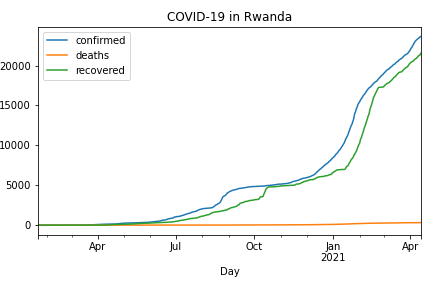 COVID-19 in Rwanda
confirmed
deaths
recovered
20000
15000
10000
5000
0
Apr Jul Oct Jan Apr
2021
Day